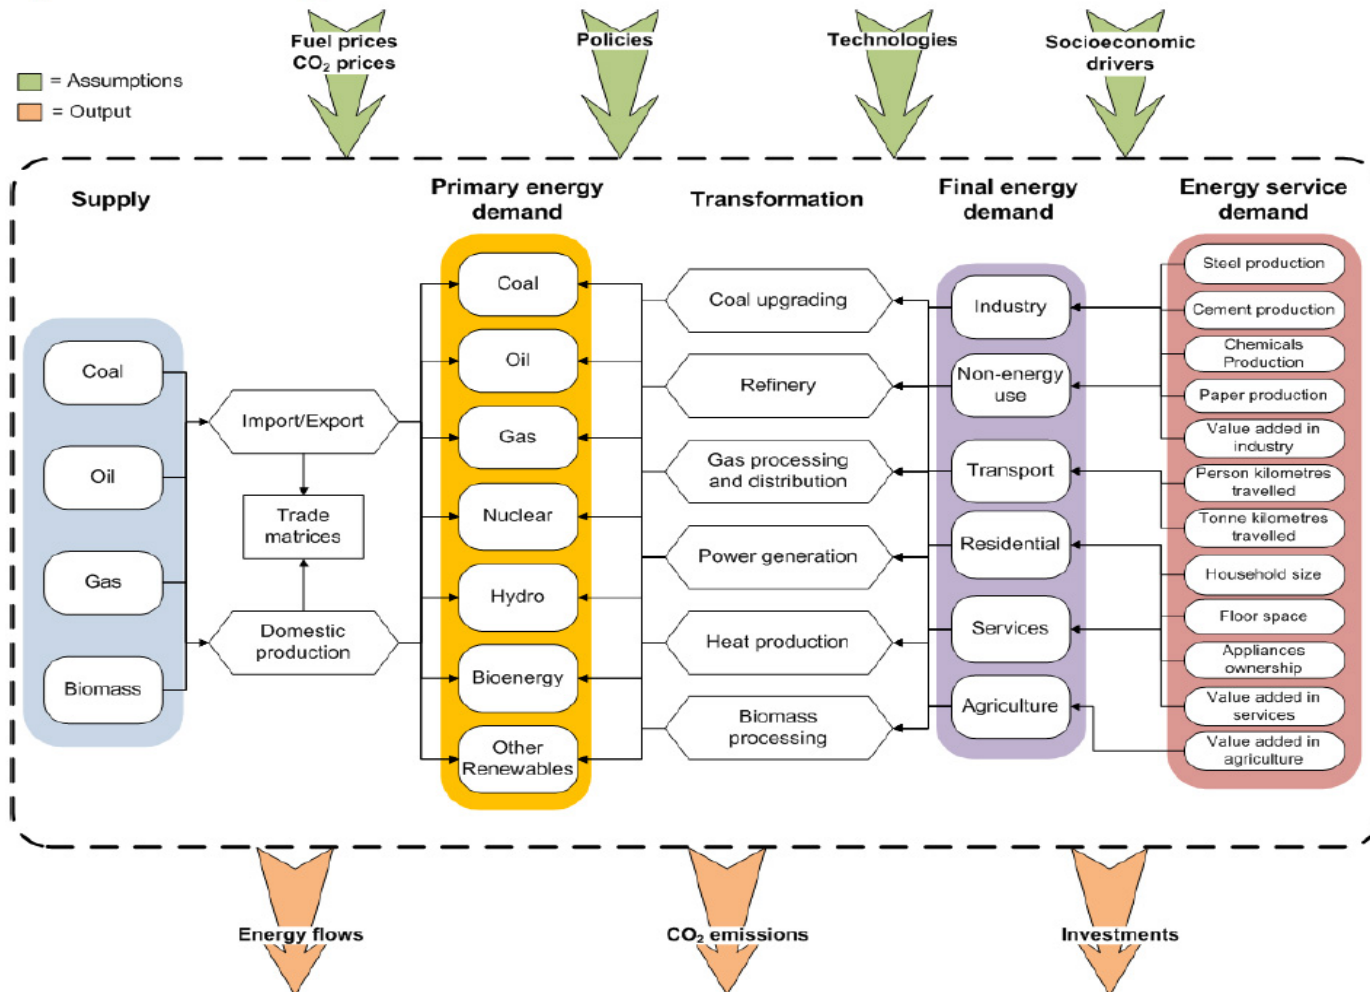 Fuel prices
CO₂ prices
Policies
Technologies
Socioeconomic
drivers
= Assumptions
= Output
Supply
Primary energy
demand
Transformation
Final energy
demand
Energy service
demand
Coal
Oil
Gas
Biomass
Import/Export
Trade
matrices
Domestic
production
Coal
Oil
Gas
Nuclear
Hydro
Bioenergy
Other
Renewables
Coal upgrading
Refinery
Gas processing
and distribution
Power generation
Heat production
Biomass
processing
Industry
Non-energy
use
Transport
Residential
Services
Agriculture
Steel production
Cement production
Chemicals
Production
Paper production
Value added in
industry
Person kilometres
travelled
Tonne kilometres
travelled
Household size
Floor space
Appliances
ownership
Value added in
services
Value added in
agriculture
Energy flows
CO₂ emissions
Investments